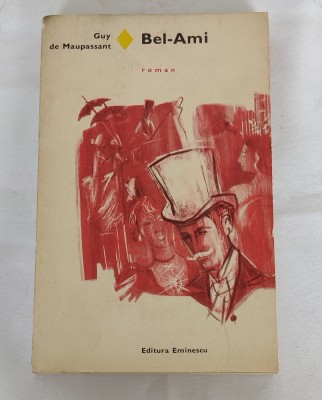 Guy
de Maupassant
Bel-Ami
roman
Editura Eminescu